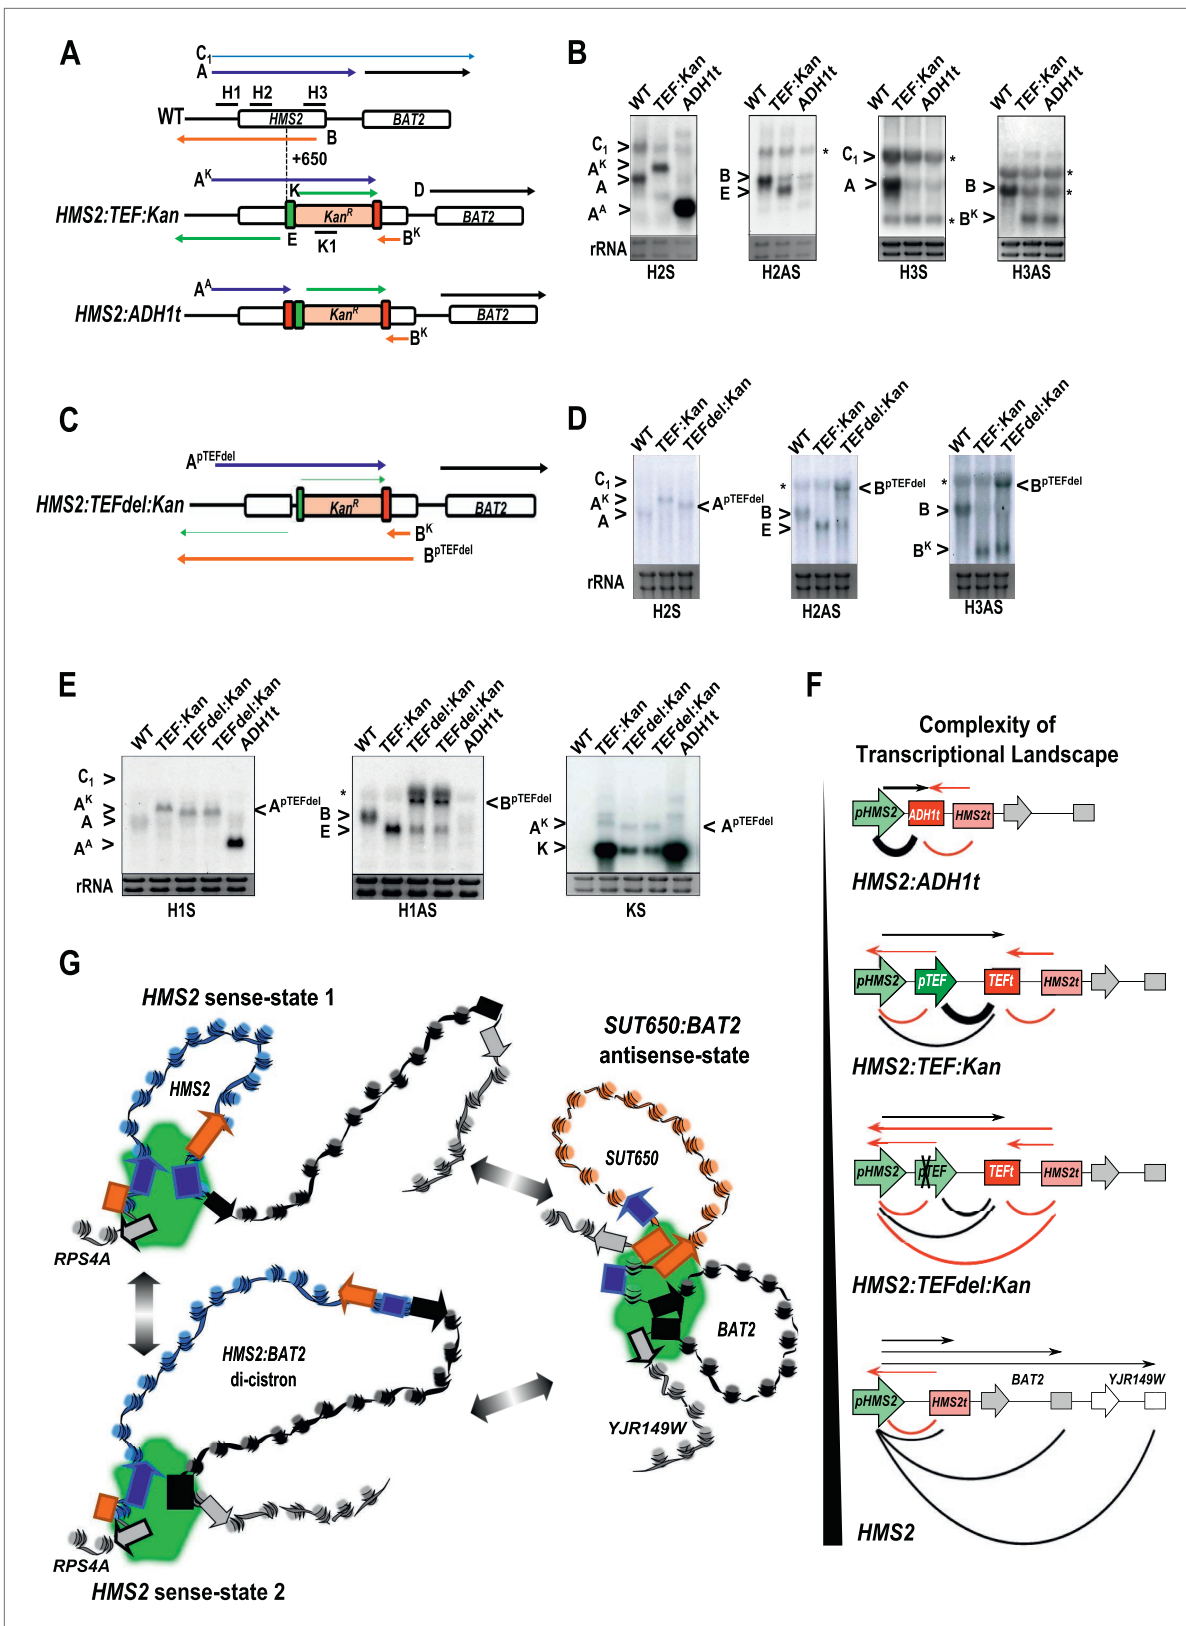 A
C1
A
H1 H2 H3
WT HMS2 BAT2
B
+650
AK
K D
HMS2:TEF:Kan KanR BAT2
E K1 BK
AA
HMS2:ADH1t KanR BAT2
BK
B
WT TEF:Kan ADH1t
C1 >
AK >
A >
AA >
rRNA
H2S
WT TEF:Kan ADH1t
*
B >
E >
H2AS
WT TEF:Kan ADH1t
C1 > *
A >
*
H3S
WT TEF:Kan ADH1t
*
B > *
BK >
H3AS
C
ApTEFdel
HMS2:TEFdel:Kan KanR BAT2
BK
BpTEFdel
D
WT TEF:Kan TEFdel:Kan
C1 >
AK > < ApTEFdel
A >
rRNA
H2S
WT TEF:Kan TEFdel:Kan
* < BpTEFdel
B >
E >
H2AS
WT TEF:Kan TEFdel:Kan
* < BpTEFdel
B >
BK >
H3AS
E
WT TEF:Kan TEFdel:Kan TEFdel:Kan ADH1t
C1 >
AK > < ApTEFdel
A >
AA >
rRNA
H1S
WT TEF:Kan TEFdel:Kan TEFdel:Kan ADH1t
* < BpTEFdel
B >
E >
H1AS
WT TEF:Kan TEFdel:Kan TEFdel:Kan ADH1t
AK > < ApTEFdel
K >
KS
F
Complexity of
Transcriptional Landscape
pHMS2 ADH1t HMS2t
HMS2:ADH1t
pHMS2 pTEF TEFt HMS2t
HMS2:TEF:Kan
pHMS2 pTEF TEFt HMS2t
HMS2:TEFdel:Kan
BAT2 YJR149W
pHMS2 HMS2t
HMS2
G
HMS2 sense-state 1
HMS2
RPS4A
SUT650:BAT2
antisense-state
SUT650
BAT2
YJR149W
HMS2:BAT2
di-cistron
RPS4A
HMS2 sense-state 2